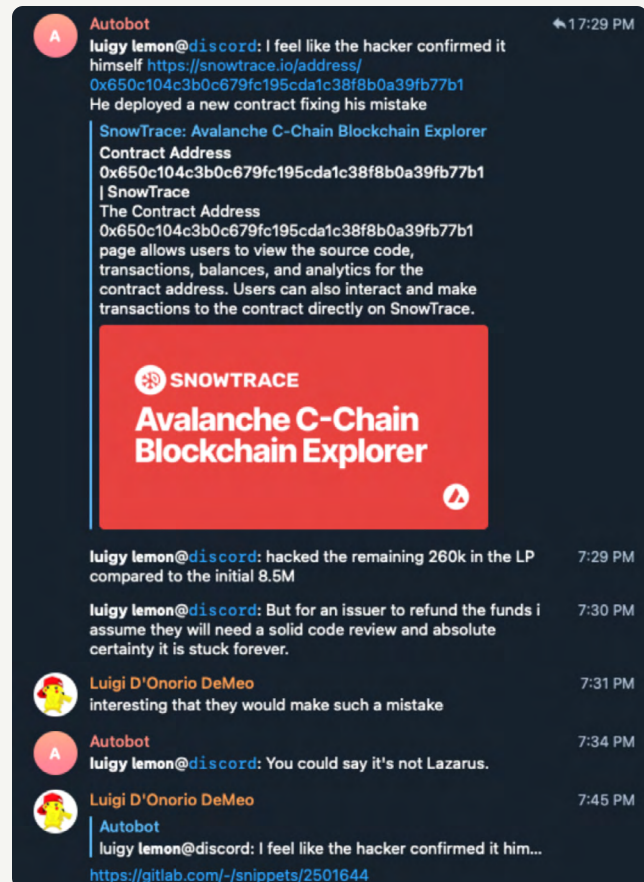 Autobot
17:29 PM
luigy lemon@discord: I feel like the hacker confirmed it
himself https://snowtrace.io/address/
0x650c104c3b0c679fc195cda1c38f8b0a39fb77b1
He deployed a new contract fixing his mistake
SnowTrace: Avalanche C-Chain Blockchain Explorer
Contract Address
0x650c104c3b0c679fc195cda1c38f8b0a39fb77b1
| SnowTrace
The Contract Address
0x650c104c3b0c679fc195cda1c38f8b0a39fb77b1
page allows users to view the source code,
transactions, balances, and analytics for the
contract address. Users can also interact and make
transactions to the contract directly on SnowTrace.
SNOWTRACE
Avalanche C-Chain
Blockchain Explorer
luigy lemon@discord: hacked the remaining 260k in the LP
compared to the initial 8.5M
7:29 PM
luigy lemon@discord: But for an issuer to refund the funds i
assume they will need a solid code review and absolute
certainty it is stuck forever.
7:30 PM
Luigi D'Onorio DeMeo
7:31 PM
interesting that they would make such a mistake
A
Autobot
7:34 PM
luigy lemon@discord: You could say it's not Lazarus.
Luigi D'Onorio DeMeo
7:45 PM
Autobot
luigy lemon@discord: I feel like the hacker confirmed it him...
https://gitlab.com/-/snippets/2501644